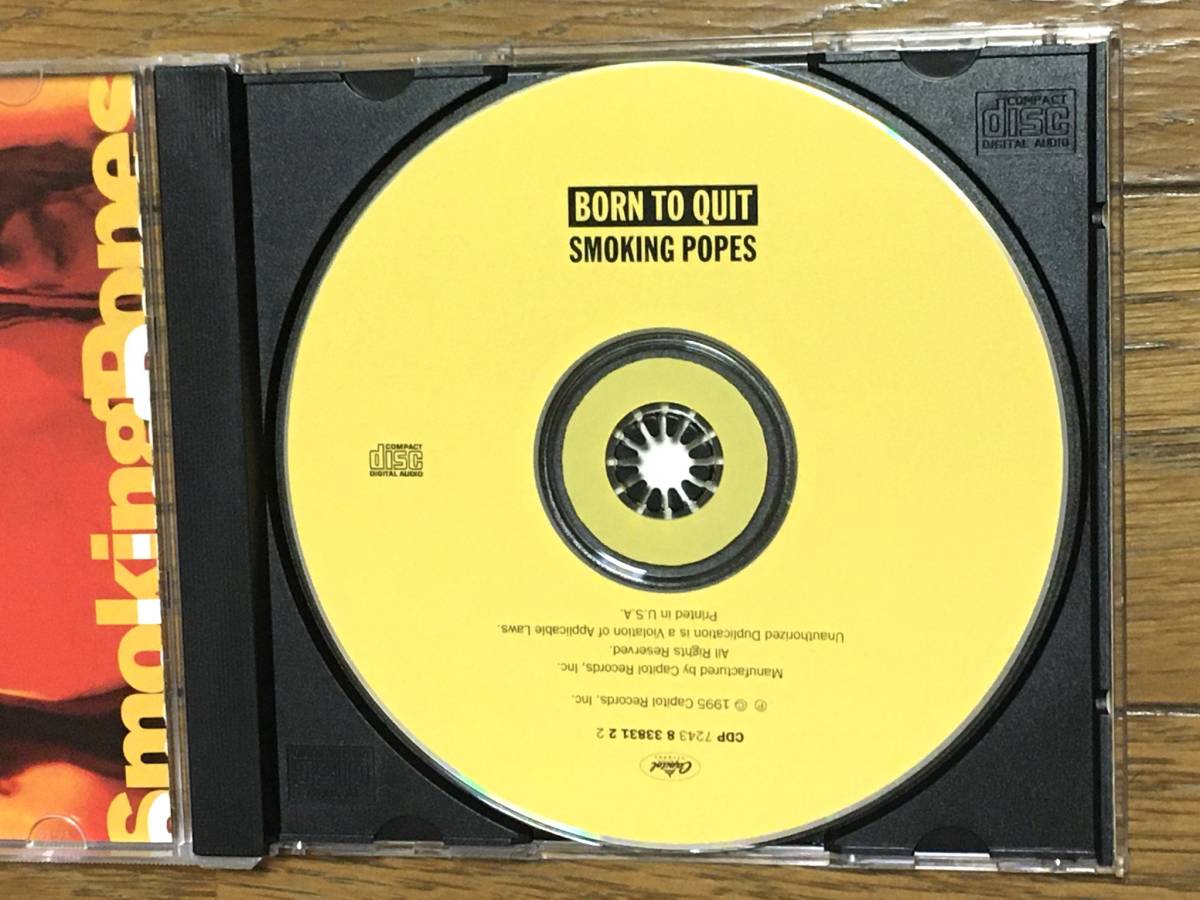 Smoking Popes
COMPACT
disc
DIGITAL AUDIO
BORN TO QUIT
SMOKING POPES
COMPACT
disc
DIGITAL AUDIO
Capitol
CDP 7243 8 33831 2 2
℗ © 1995 Capitol Records, Inc.
Manufactured by Capitol Records, Inc.
All Rights Reserved.
Unauthorized Duplication is a Violation of Applicable Laws.
Printed in U.S.A.